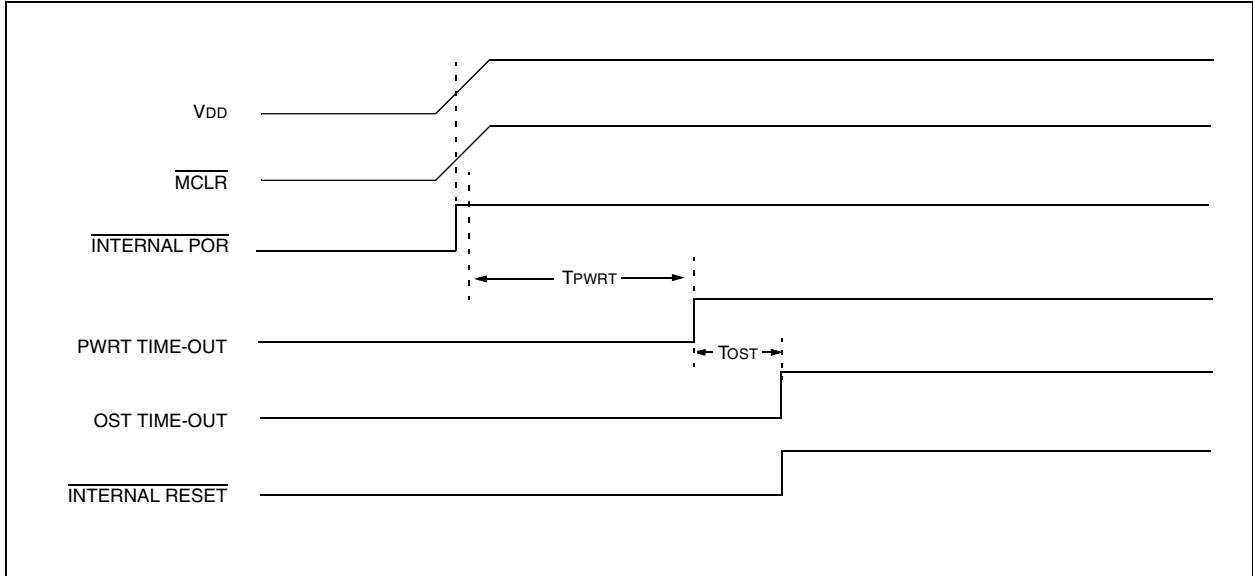 VDD
MCLR
INTERNAL POR
TPWRT
PWRT TIME-OUT
TOST
OST TIME-OUT
INTERNAL RESET